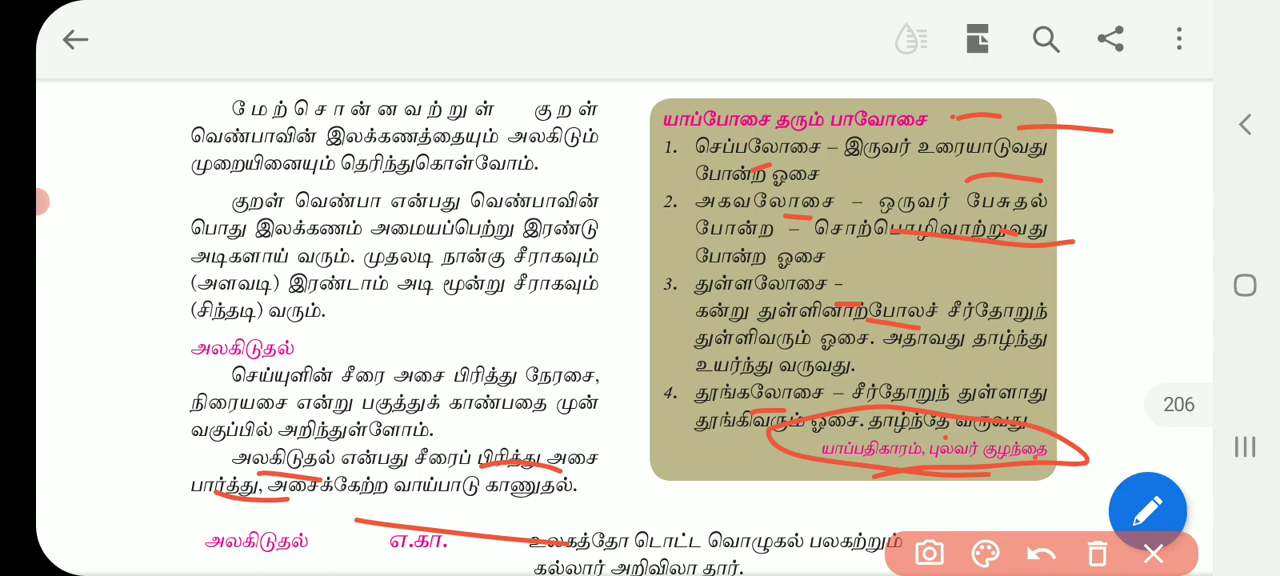 மேற்சொன்னவற்றுள் குறள்
வெண்பாவின் இலக்கணத்தையும் அலகிடும்
முறையினையும் தெரிந்துகொள்வோம்.
குறள் வெண்பா என்பது வெண்பாவின்
பொது இலக்கணம் அமையப்பெற்று இரண்டு
அடிகளாய் வரும். முதலடி நான்கு சீராகவும்
(அளவடி) இரண்டாம் அடி மூன்று சீராகவும்
(சிந்தடி) வரும்.
அலகிடுதல்
செய்யுளின் சீரை அசை பிரித்து நேரசை,
நிரையசை என்று பகுத்துக் காண்பதை முன்
வகுப்பில் அறிந்துள்ளோம்.
அலகிடுதல் என்பது சீரைப் பிரித்து அசை
பார்த்து, அசைக்கேற்ற வாய்பாடு காணுதல்.
யாப்போசை தரும் பாவோசை
1. செப்பலோசை – இருவர் உரையாடுவது
போன்ற ஓசை
2. அகவலோசை – ஒருவர் பேசுதல்
போன்ற – சொற்பொழிவாற்றுவது
போன்ற ஓசை
3. துள்ளலோசை –
கன்று துள்ளினாற்போலச் சீர்தோறுந்
துள்ளிவரும் ஓசை. அதாவது தாழ்ந்து
உயர்ந்து வருவது.
4. தூங்கலோசை – சீர்தோறுந் துள்ளாது
தூங்கிவரும் ஓசை. தாழ்ந்தே வருவது
யாப்பதிகாரம், புலவர் குழந்தை
அலகிடுதல் எ.கா. உலகத்தோ டொட்ட வொழுகல் பலகற்றும்
கல்லார் அறிவிலா தார்.
206